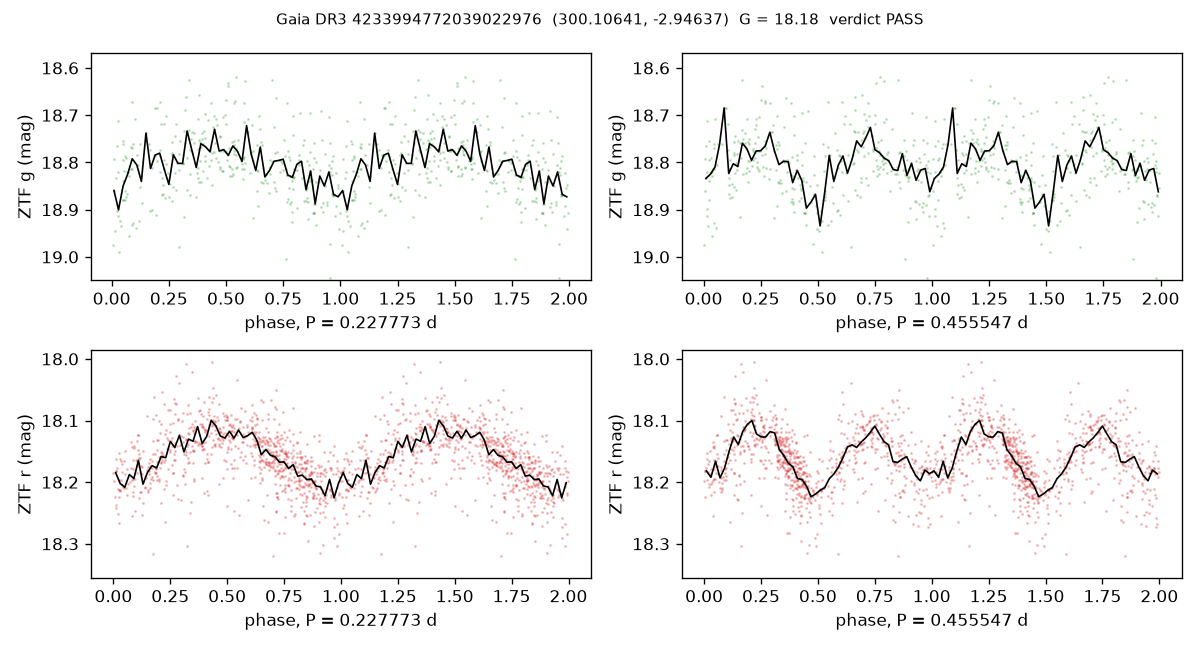 Gaia DR3 4233994772039022976  (300.10641, -2.94637)  G = 18.18  verdict PASS
ZTF g (mag)
18.6
18.7
18.8
18.9
19.0
0.00 0.25 0.50 0.75 1.00 1.25 1.50 1.75 2.00
phase, P = 0.227773 d
ZTF g (mag)
18.6
18.7
18.8
18.9
19.0
0.00 0.25 0.50 0.75 1.00 1.25 1.50 1.75 2.00
phase, P = 0.455547 d
ZTF r (mag)
18.0
18.1
18.2
18.3
0.00 0.25 0.50 0.75 1.00 1.25 1.50 1.75 2.00
phase, P = 0.227773 d
ZTF r (mag)
18.0
18.1
18.2
18.3
0.00 0.25 0.50 0.75 1.00 1.25 1.50 1.75 2.00
phase, P = 0.455547 d